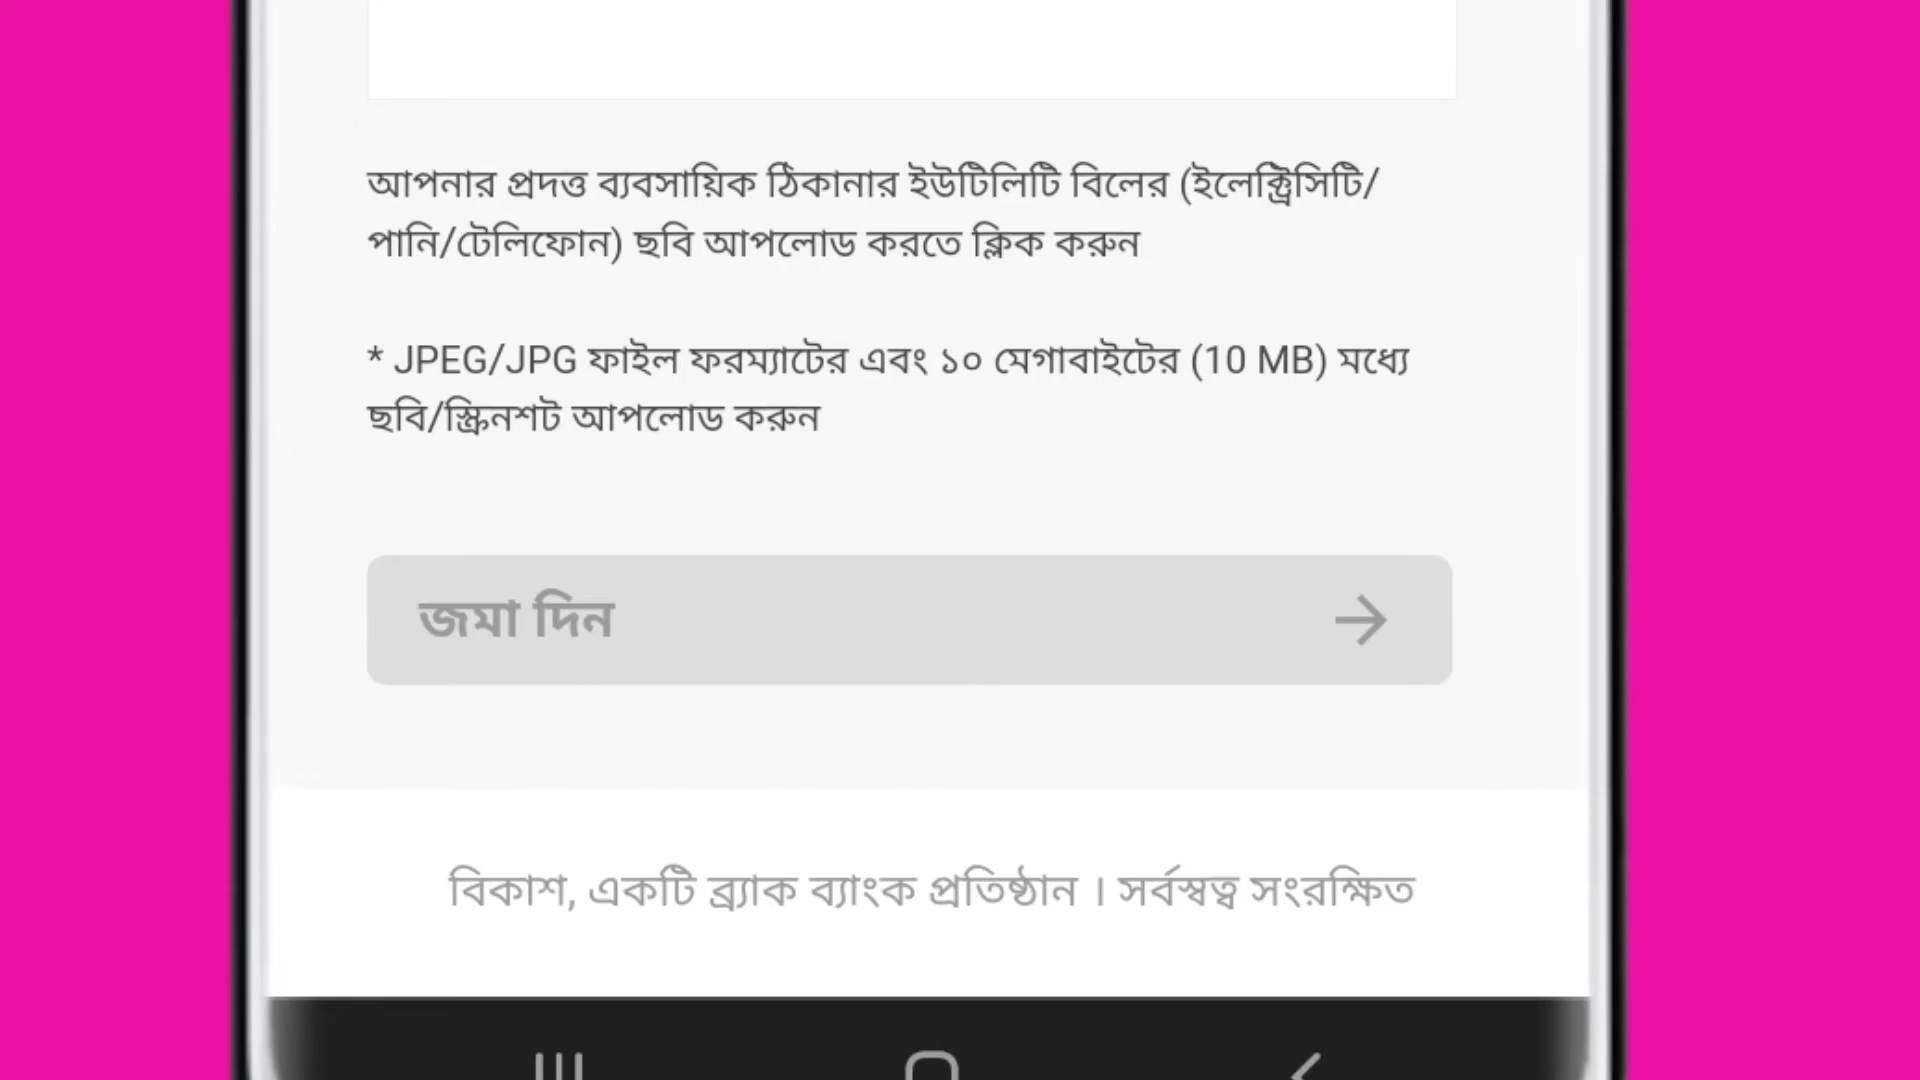 আপনার প্রদত্ত ব্যবসায়িক ঠিকানার ইউটিলিটি বিলের (ইলেক্ট্রিসিটি/
পানি/টেলিফোন) ছবি আপলোড করতে ক্লিক করুন
* JPEG/JPG ফাইল ফরম্যাটের এবং ১০ মেগাবাইটের (10 MB) মধ্যে
ছবি/স্ক্রিনশট আপলোড করুন
জমা দিন
বিকাশ, একটি ব্র্যাক ব্যাংক প্রতিষ্ঠান । সর্বস্বত্ব সংরক্ষিত